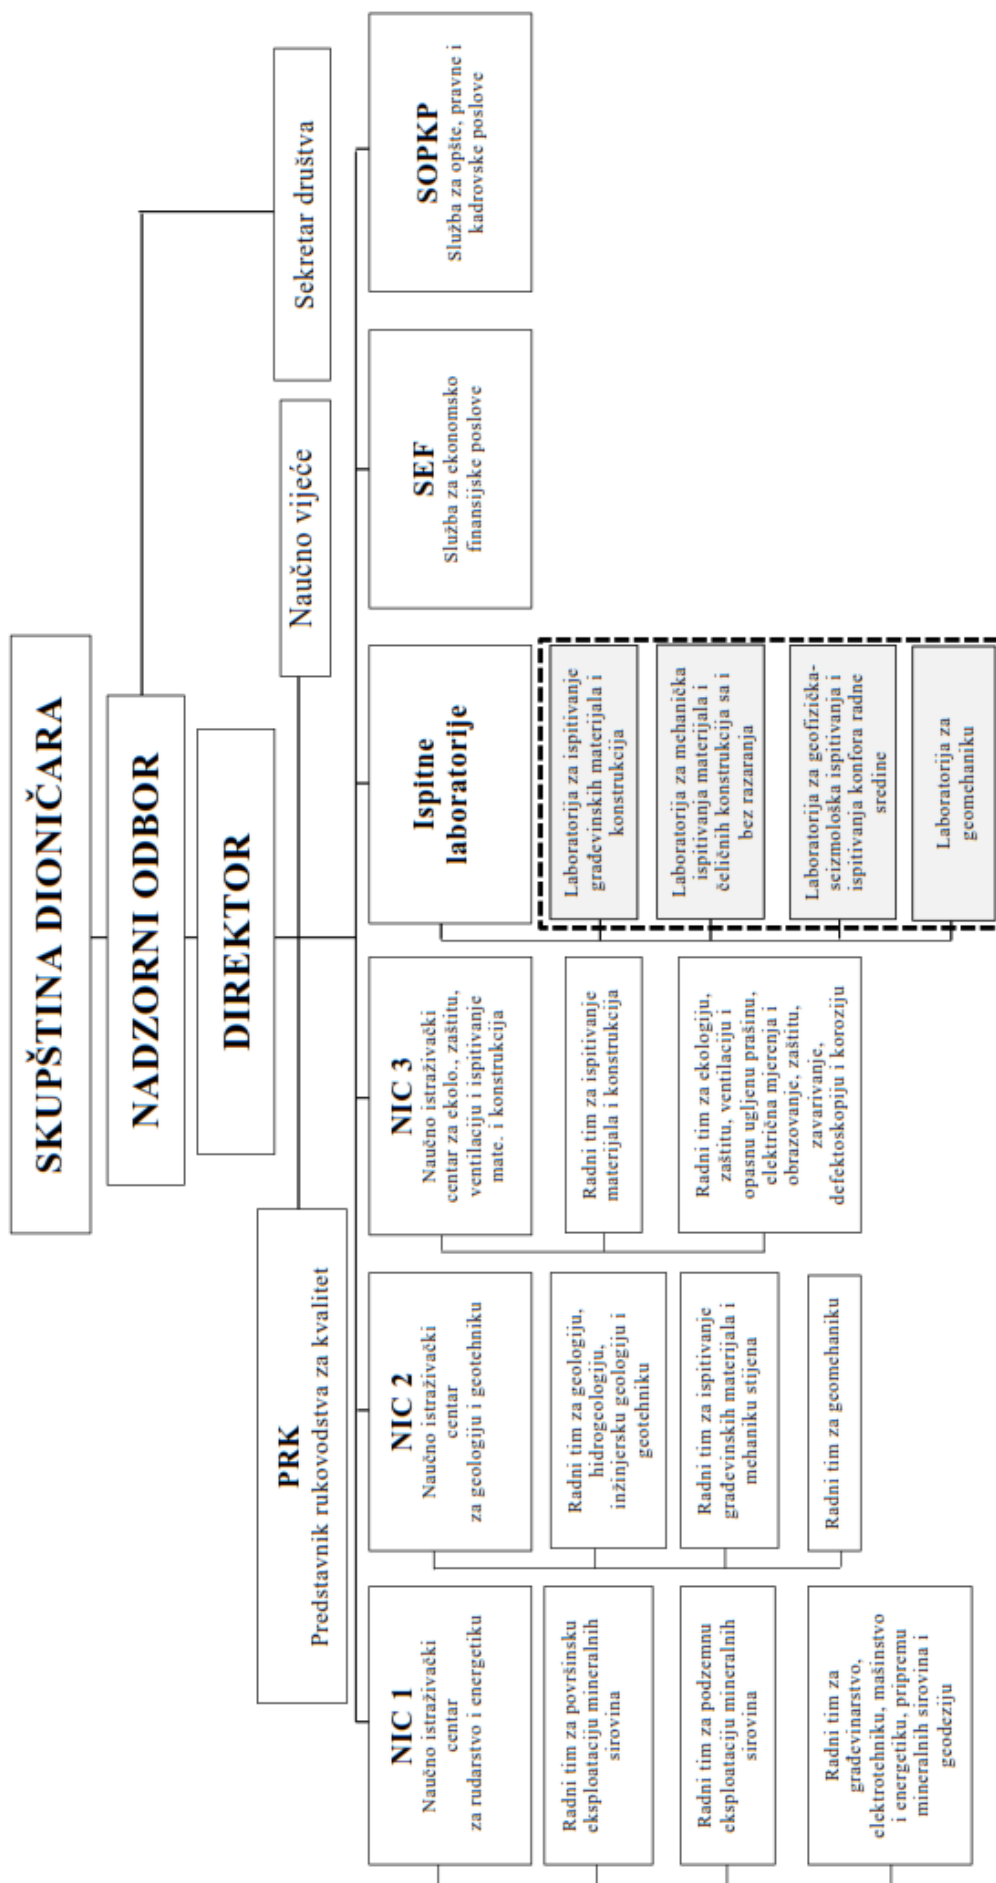 SKUPŠTINA DIONIČARA
NADZORNI ODBOR
DIREKTOR
Sekretar društva
PRK
Predstavnik rukovodstva za kvalitet
Naučno vijeće
NIC 1
Naučno istraživački
centar
za rudarstvo i energetiku
Radni tim za površinsku
eksploataciju mineralnih
sirovina
Radni tim za podzemnu
eksploataciju mineralnih
sirovina
Radni tim za
građevinarstvo,
elektrotehniku, mašinstvo
i energetiku, pripremu
mineralnih sirovina i
geodeziju
NIC 2
Naučno istraživački
centar
za geologiju i geotehniku
Radni tim za geologiju,
hidrogeologiju,
inžinjersku geologiju i
geotehniku
Radni tim za ispitivanje
građevinskih materijala i
mehaniku stijena
Radni tim za geomehaniku
NIC 3
Naučno istraživački
centar za ekolo., zaštitu,
ventilaciju i ispitivanje
mate. i konstrukcija
Radni tim za ispitivanje
materijala i konstrukcija
Radni tim za ekologiju,
zaštitu, ventilaciju i
opasnu ugljenu prašinu,
električna mjerenja i
obrazovanje, zaštitu,
zavarivanje,
defektoskopiju i koroziju
Ispitne
laboratorije
Laboratorija za ispitivanje
građevinskih materijala i
konstrukcija
Laboratorija za mehanička
ispitivanja materijala i
čeličnih konstrukcija sa i
bez razaranja
Laboratorija za geofizička-
seizmološka ispitivanja i
ispitivanja konfora radne
sredine
Laboratorija za
geomehaniku
SEF
Služba za ekonomsko
finansijske poslove
SOPKP
Služba za opšte, pravne i
kadrovske poslove